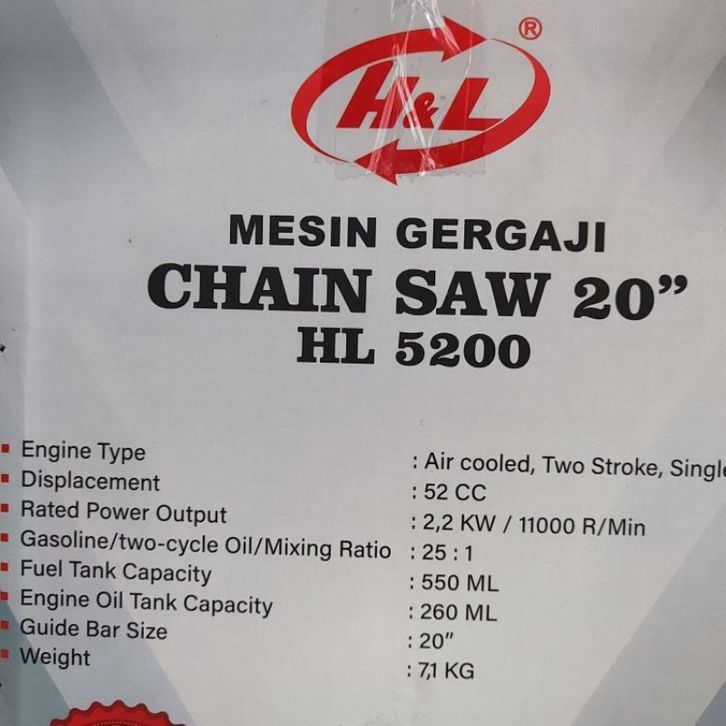 H&L®
MESIN GERGAJI
CHAIN SAW 20”
HL 5200
Engine Type : Air cooled, Two Stroke, Single
Displacement : 52 CC
Rated Power Output : 2,2 KW / 11000 R/Min
Gasoline/two-cycle Oil/Mixing Ratio : 25 : 1
Fuel Tank Capacity : 550 ML
Engine Oil Tank Capacity : 260 ML
Guide Bar Size : 20”
Weight : 7,1 KG